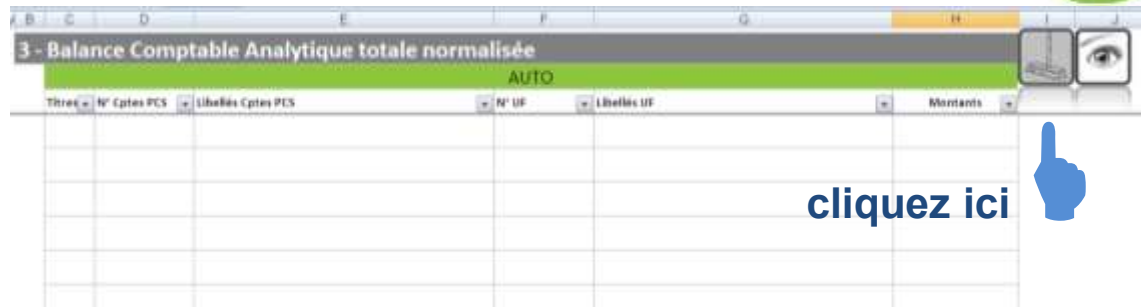 B C D E F G H I J
3 - Balance Comptable Analytique totale normalisée
AUTO
Titres N° Cptes PCS Libellés Cptes PCS N° UF Libellés UF Montants
cliquez ici